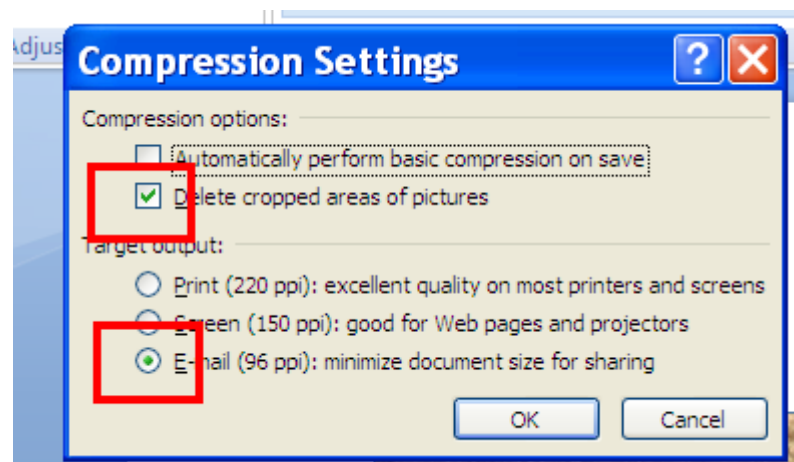 Adjus
Compression Settings
Compression options:
Automatically perform basic compression on save
Delete cropped areas of pictures
Target output:
Print (220 ppi): excellent quality on most printers and screens
Screen (150 ppi): good for Web pages and projectors
E-mail (96 ppi): minimize document size for sharing
OK Cancel